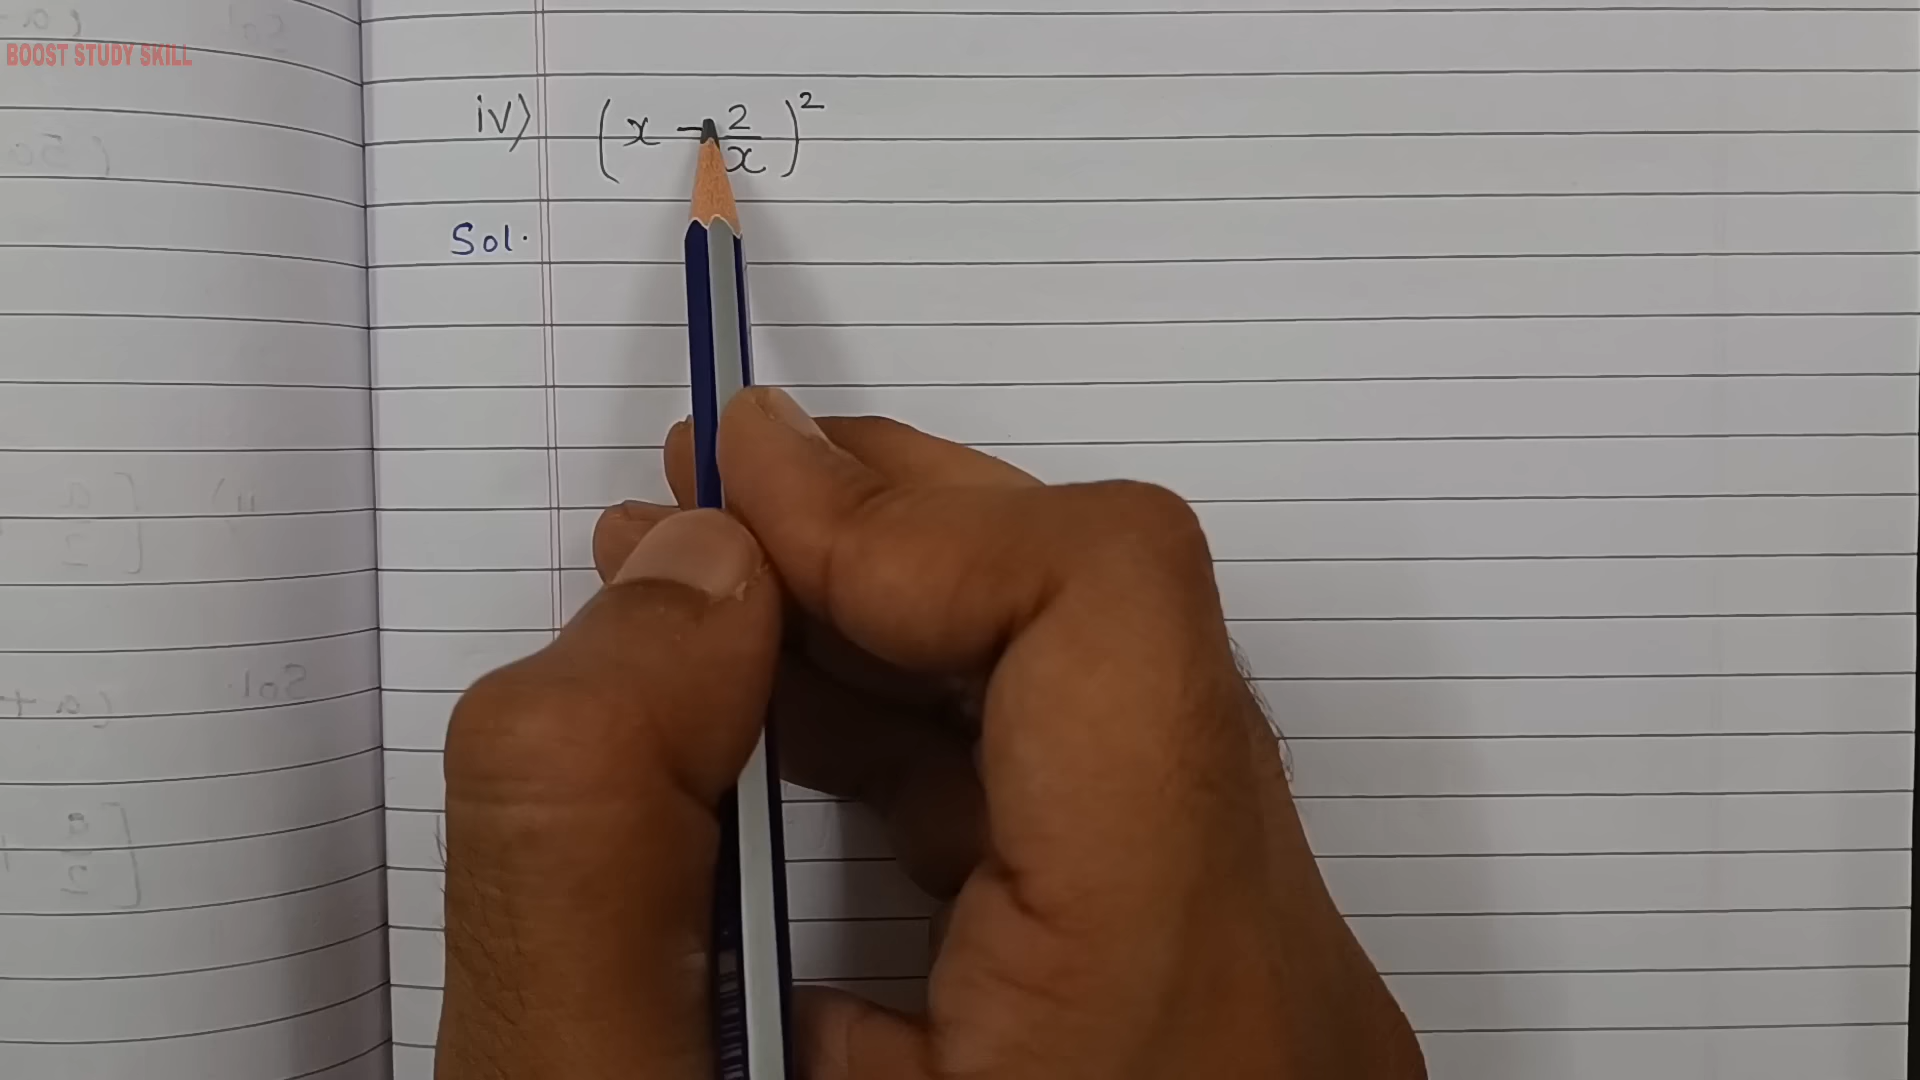 BOOST STUDY SKILL
iv) (x - 2/x)²
Sol.